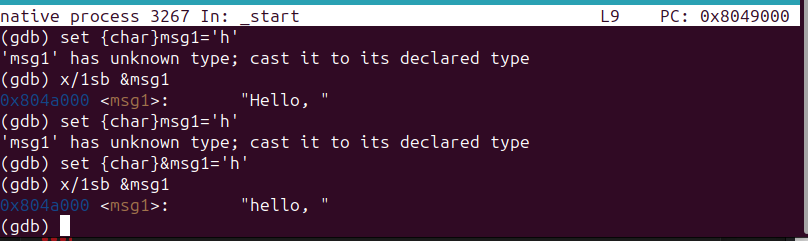 native process 3267 In: _start L9 PC: 0x8049000
(gdb) set {char}msg1='h'
'msg1' has unknown type; cast it to its declared type
(gdb) x/1sb &msg1
0x804a000 <msg1>: "Hello, "
(gdb) set {char}msg1='h'
'msg1' has unknown type; cast it to its declared type
(gdb) set {char}&msg1='h'
(gdb) x/1sb &msg1
0x804a000 <msg1>: "hello, "
(gdb)